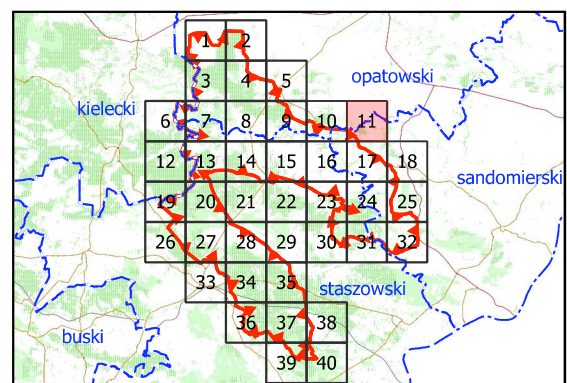 1 2
3 4 5
opatowski
kielecki
6 7 8 9 10 11
12 13 14 15 16 17 18
sandomierski
19 20 21 22 23 24 25
26 27 28 29 30 31 32
33 34 35
staszowski
36 37 38
buski
39 40